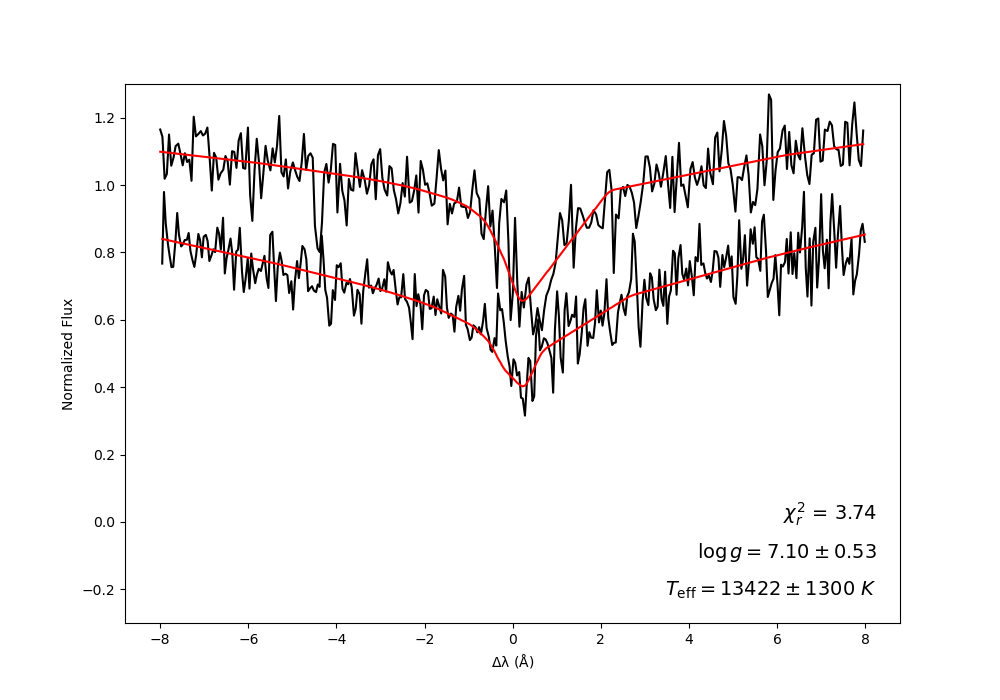 1.2
1.0
0.8
0.6
0.4
0.2
0.0
−0.2
Normalized Flux
χ²ᵣ = 3.74
log g = 7.10 ± 0.53
T_eff = 13422 ± 1300 K
−8 −6 −4 −2 0 2 4 6 8
Δλ (Å)